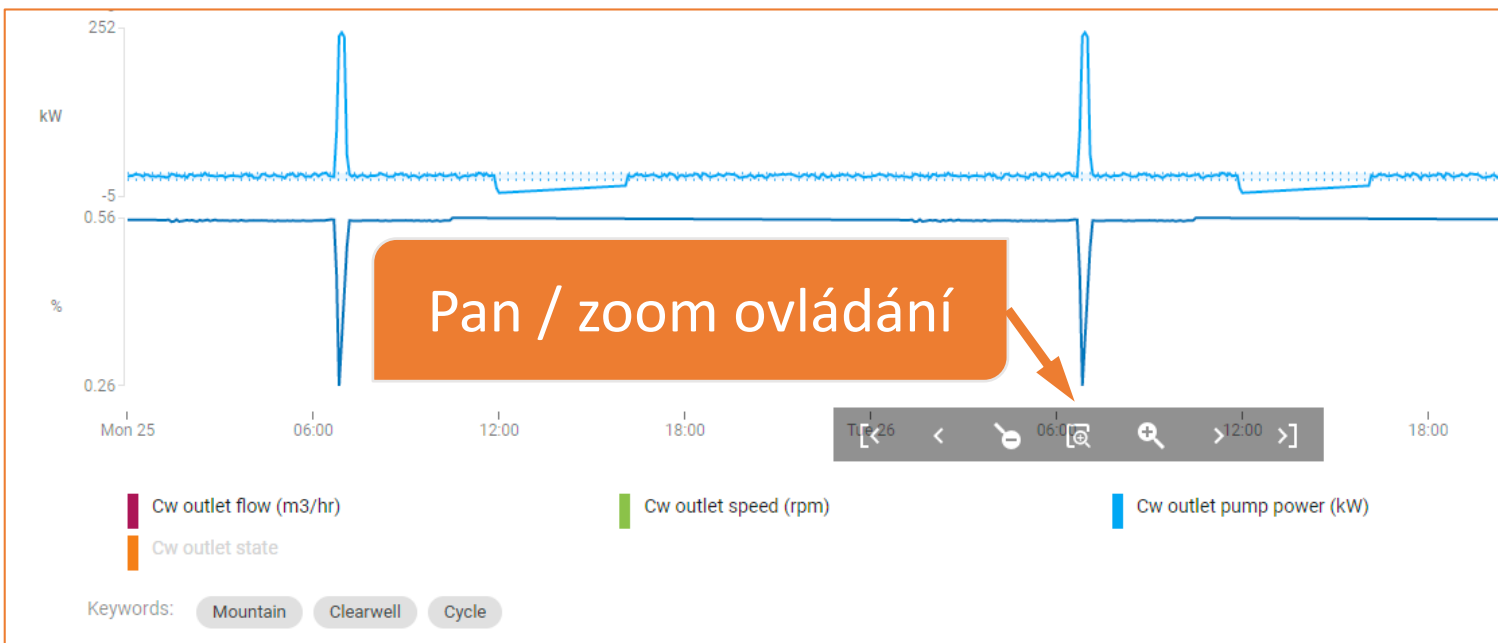 252
kW
-5
0.56
%
Pan / zoom ovládání
0.26
Mon 25 06:00 12:00 18:00 Tue 26 06:00 12:00 18:00
Cw outlet flow (m3/hr) Cw outlet speed (rpm) Cw outlet pump power (kW)
Cw outlet state
Keywords: Mountain Clearwell Cycle